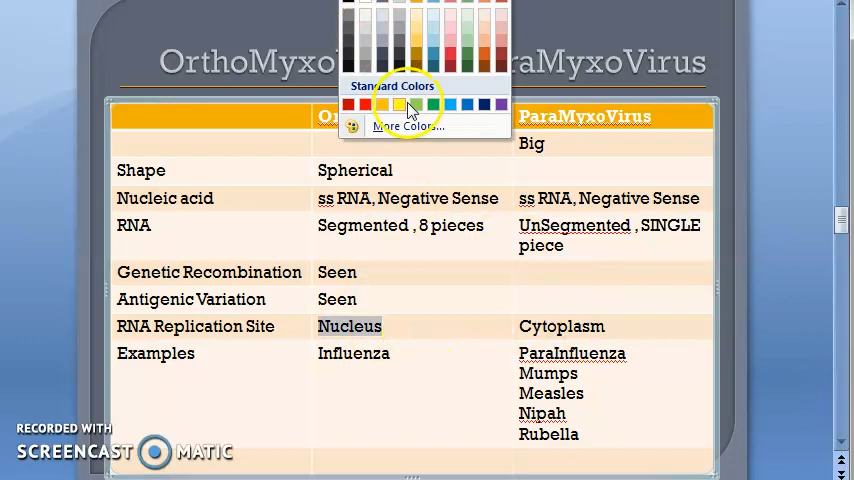 OrthoMyxo
raMyxoVirus
Standard Colors
More Colors...
Or
ParaMyxoVirus
Big
Shape
Spherical
Nucleic acid
ss RNA, Negative Sense
ss RNA, Negative Sense
RNA
Segmented , 8 pieces
UnSegmented , SINGLE
piece
Genetic Recombination
Seen
Antigenic Variation
Seen
RNA Replication Site
Nucleus
Cytoplasm
Examples
Influenza
ParaInfluenza
Mumps
Measles
Nipah
Rubella
RECORDED WITH
SCREENCAST MATIC